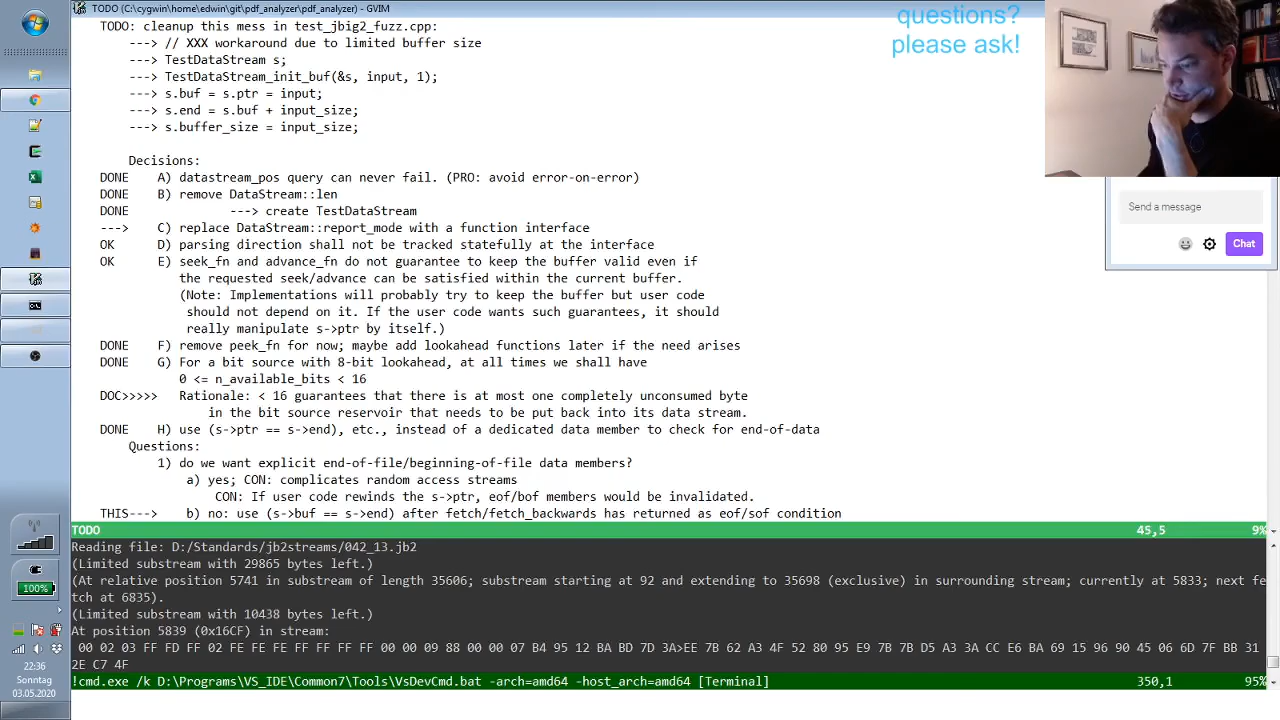 TODO (C:\cygwin\home\edwin\git\pdf_analyzer\pdf_analyzer) - GVIM
TODO: cleanup this mess in test_jbig2_fuzz.cpp:
---> // XXX workaround due to limited buffer size
---> TestDataStream s;
---> TestDataStream_init_buf(&s, input, 1);
---> s.buf = s.ptr = input;
---> s.end = s.buf + input_size;
---> s.buffer_size = input_size;
Decisions:
DONE A) datastream_pos query can never fail. (PRO: avoid error-on-error)
DONE B) remove DataStream::len
DONE ---> create TestDataStream
---> C) replace DataStream::report_mode with a function interface
OK D) parsing direction shall not be tracked statefully at the interface
OK E) seek_fn and advance_fn do not guarantee to keep the buffer valid even if
the requested seek/advance can be satisfied within the current buffer.
(Note: Implementations will probably try to keep the buffer but user code
should not depend on it. If the user code wants such guarantees, it should
really manipulate s->ptr by itself.)
DONE F) remove peek_fn for now; maybe add lookahead functions later if the need arises
DONE G) For a bit source with 8-bit lookahead, at all times we shall have
0 <= n_available_bits < 16
DOC>>>>> Rationale: < 16 guarantees that there is at most one completely unconsumed byte
in the bit source reservoir that needs to be put back into its data stream.
DONE H) use (s->ptr == s->end), etc., instead of a dedicated data member to check for end-of-data
Questions:
1) do we want explicit end-of-file/beginning-of-file data members?
a) yes; CON: complicates random access streams
CON: If user code rewinds the s->ptr, eof/bof members would be invalidated.
THIS---> b) no: use (s->buf == s->end) after fetch/fetch_backwards has returned as eof/sof condition
TODO 45,5 9%
Reading file: D:/Standards/jb2streams/042_13.jb2
(Limited substream with 29865 bytes left.)
(At relative position 5741 in substream of length 35606; substream starting at 92 and extending to 35698 (exclusive) in surrounding stream; currently at 5833; next fe
tch at 6835).
(Limited substream with 10438 bytes left.)
At position 5839 (0x16CF) in stream:
00 02 03 FF FD FF 02 FE FE FE FF FF FF FF 00 00 09 88 00 00 07 B4 95 12 BA BD 7D 3A>EE 7B 62 A3 4F 52 80 95 E9 7B 7B D5 A3 3A CC E6 BA 69 15 96 90 45 06 6D 7F BB 31
2E C7 4F
!cmd.exe /k D:\Programs\VS_IDE\Common7\Tools\VsDevCmd.bat -arch=amd64 -host_arch=amd64 [Terminal] 350,1 95%
questions?
please ask!
Send a message
Chat
100%
22:36
Sonntag
03.05.2020